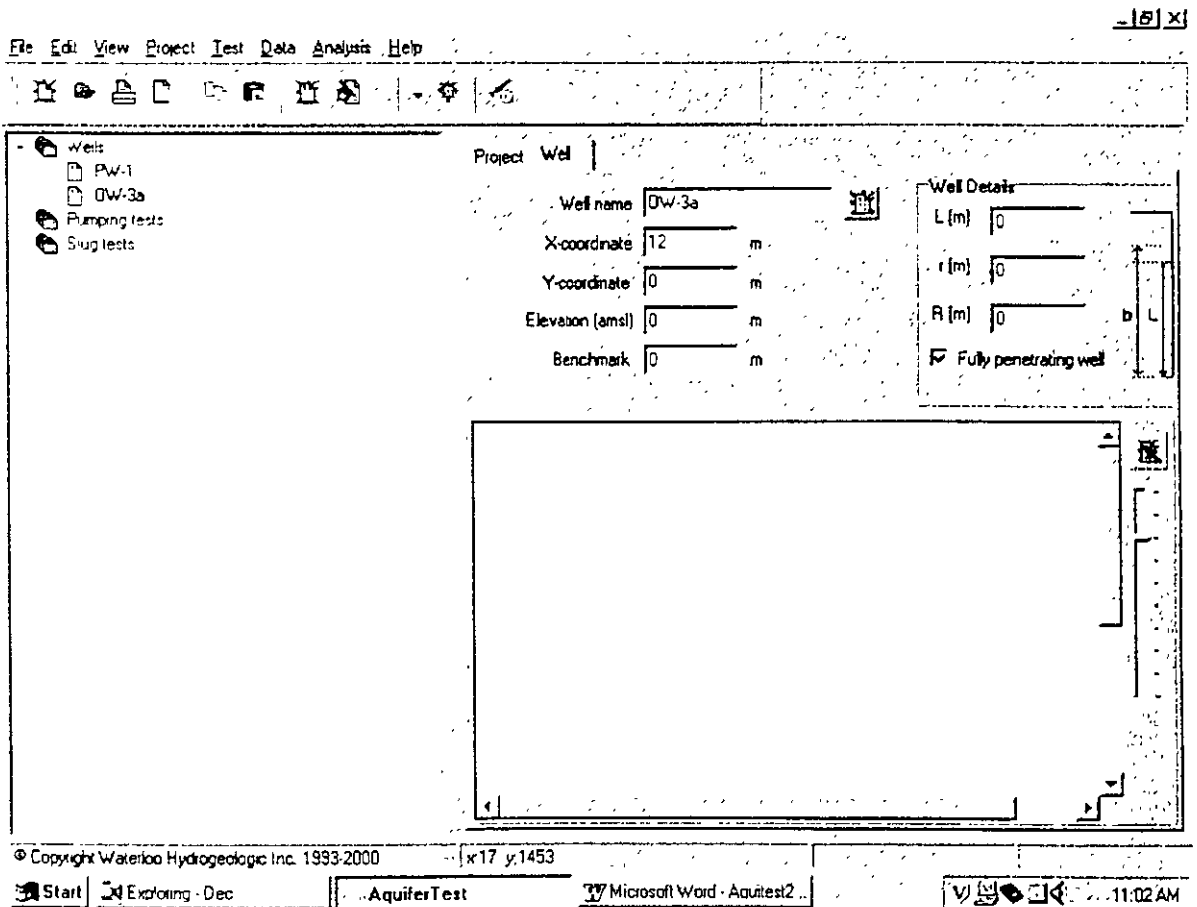 File Edit View Project Test Data Analysis Help
Wells
PW-1
OW-3a
Pumping tests
Slug tests
Project Well
Well name OW-3a
X-coordinate 12 m
Y-coordinate 0 m
Elevation (amsl) 0 m
Benchmark 0 m
Well Details
L [m] 0
r [m] 0
R [m] 0
Fully penetrating well
b L
© Copyright Waterloo Hydrogeologic Inc. 1993-2000 x:17 y:1453
Start Exploring - Dec AquiferTest Microsoft Word - Aquitest2 ... 11:02 AM